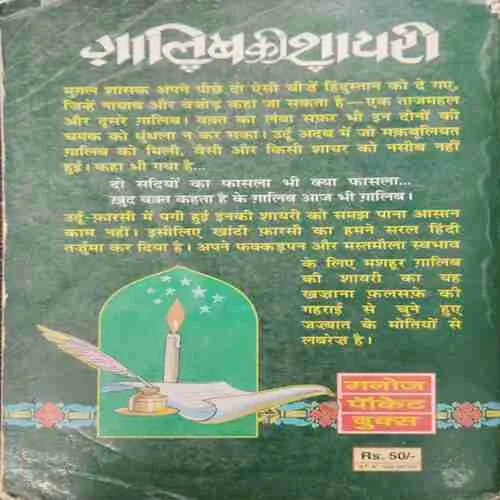 ग़ालिब की शायरी
मुग़ल शासक अपने पीछे दो ऐसी चीज़ें हिंदुस्तान को दे गए,
जिन्हें नायाब और बेजोड़ कहा जा सकता है—एक ताजमहल
और दूसरे ग़ालिब। वक़्त का लंबा सफ़र भी इन दोनों की
चमक को धुंधला न कर सका। उर्दू अदब में जो मक़बूलियत
ग़ालिब को मिली, वैसी और किसी शायर को नसीब नहीं
हुई। कहा भी गया है...
दो सदियों का फासला भी क्या फासला...
ख़ुद वक़्त कहता है के ग़ालिब आज भी ग़ालिब।
उर्दू-फ़ारसी में पगी हुई इनकी शायरी को समझ पाना आसान
काम नहीं। इसीलिए खांटी फ़ारसी का हमने सरल हिंदी
तर्जुमा कर दिया है। अपने फक्कड़पन और मस्तमौला स्वभाव
के लिए मशहूर ग़ालिब
की शायरी का यह
खज़ाना फ़लसफ़े की
गहराई से चुने हुए
जज़्बात के मोतियों से
लबरेज़ है।
मनोज
पॉकेट
बुक्स
Rs. 50/-